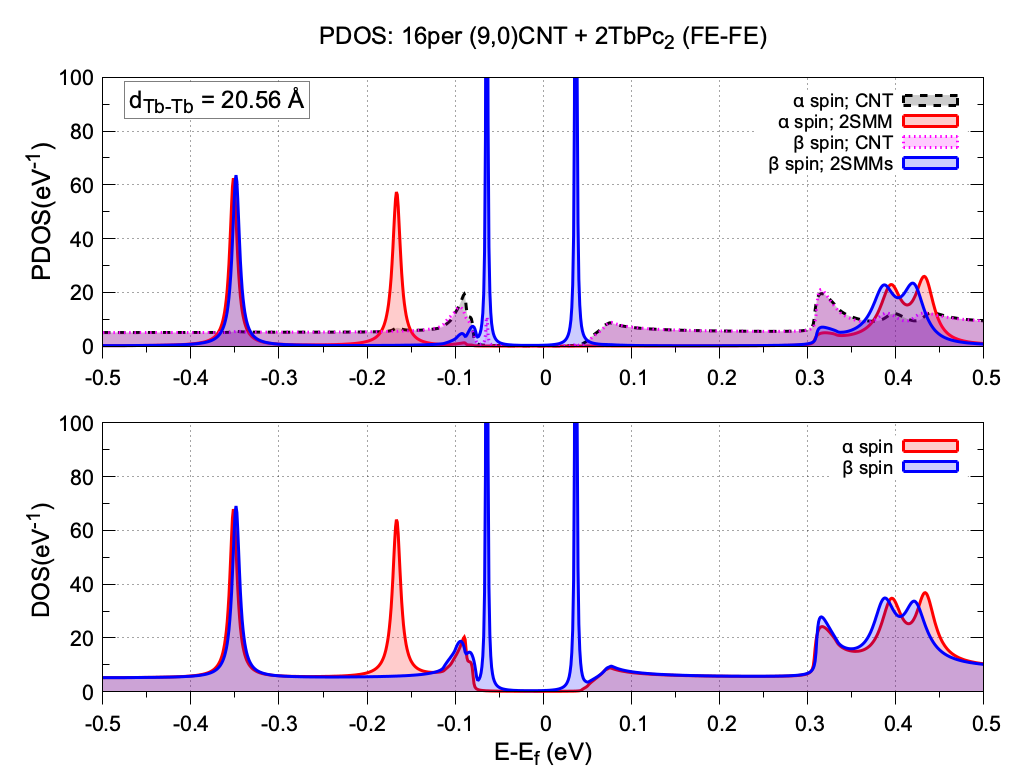 PDOS: 16per (9,0)CNT + 2TbPc2 (FE-FE)
dTb-Tb = 20.56 Å
α spin; CNT
α spin; 2SMM
β spin; CNT
β spin; 2SMMs
PDOS(eV-1)
100
80
60
40
20
0
-0.5 -0.4 -0.3 -0.2 -0.1 0 0.1 0.2 0.3 0.4 0.5
α spin
β spin
DOS(eV-1)
100
80
60
40
20
0
-0.5 -0.4 -0.3 -0.2 -0.1 0 0.1 0.2 0.3 0.4 0.5
E-Ef (eV)